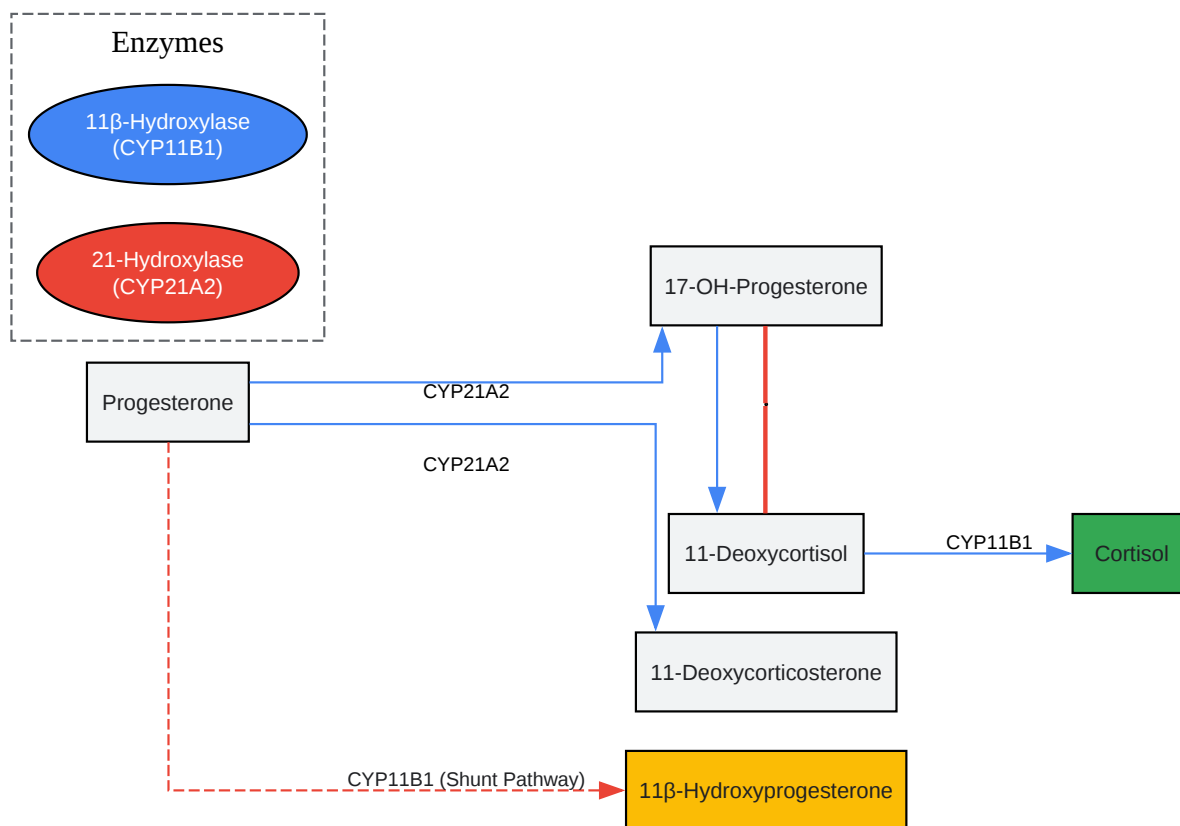 Enzymes
11β-Hydroxylase
(CYP11B1)
21-Hydroxylase
(CYP21A2)
17-OH-Progesterone
Progesterone
CYP21A2
CYP21A2
11-Deoxycortisol
CYP11B1
Cortisol
11-Deoxycorticosterone
CYP11B1 (Shunt Pathway)
11β-Hydroxyprogesterone